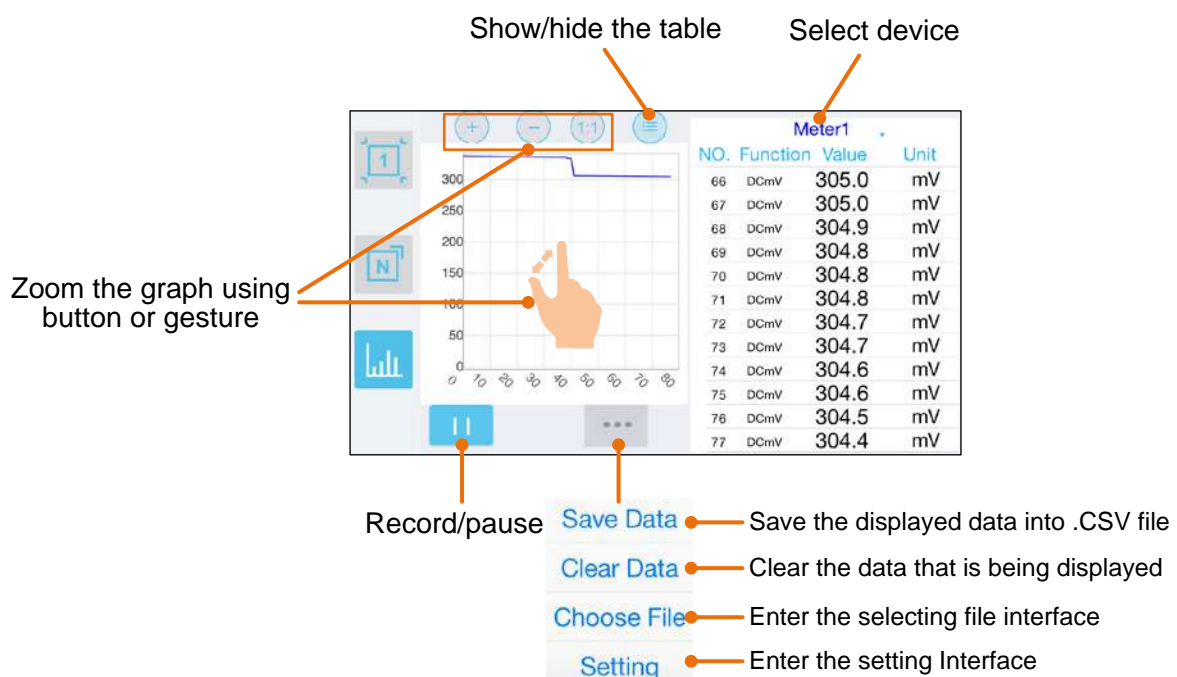 Show/hide the table
Select device
+ - 1:1
Meter1
NO. Function Value Unit
1
N
300
250
200
150
100
50
0
0 10 20 30 40 50 60 70 80
66 DCmV 305.0 mV
67 DCmV 305.0 mV
68 DCmV 304.9 mV
69 DCmV 304.8 mV
70 DCmV 304.8 mV
71 DCmV 304.8 mV
72 DCmV 304.7 mV
73 DCmV 304.7 mV
74 DCmV 304.6 mV
75 DCmV 304.6 mV
76 DCmV 304.5 mV
77 DCmV 304.4 mV
Zoom the graph using
button or gesture
Record/pause
Save Data
Save the displayed data into .CSV file
Clear Data
Clear the data that is being displayed
Choose File
Enter the selecting file interface
Setting
Enter the setting Interface